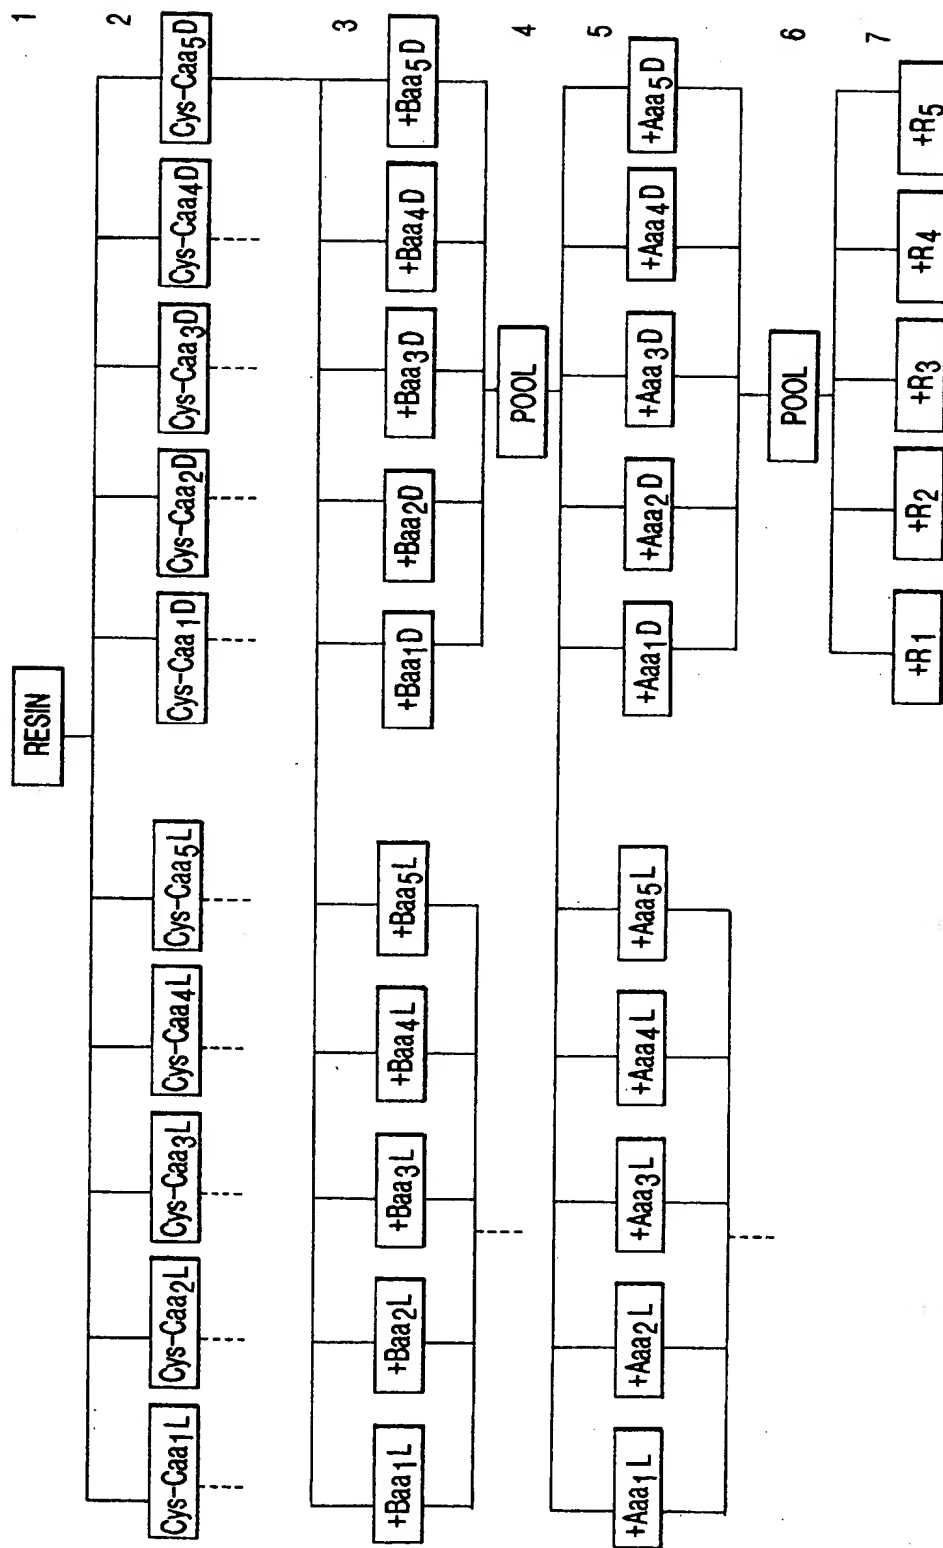 RESIN 1
Cys-Caa1L Cys-Caa2L Cys-Caa3L Cys-Caa4L Cys-Caa5L Cys-Caa1D Cys-Caa2D Cys-Caa3D Cys-Caa4D Cys-Caa5D 2
+Baa1L +Baa2L +Baa3L +Baa4L +Baa5L +Baa1D +Baa2D +Baa3D +Baa4D +Baa5D 3
POOL 4
+Aaa1L +Aaa2L +Aaa3L +Aaa4L +Aaa5L +Aaa1D +Aaa2D +Aaa3D +Aaa4D +Aaa5D 5
POOL 6
+R1 +R2 +R3 +R4 +R5 7